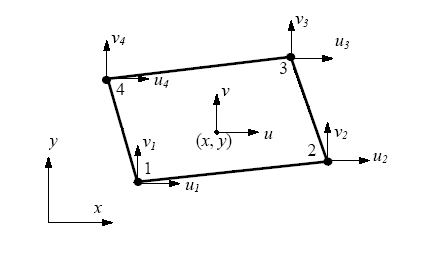 v₃
v₄
u₃
3
4
u₄
v
y
v₁
(x, y)
u
v₂
2
u₂
1
u₁
x